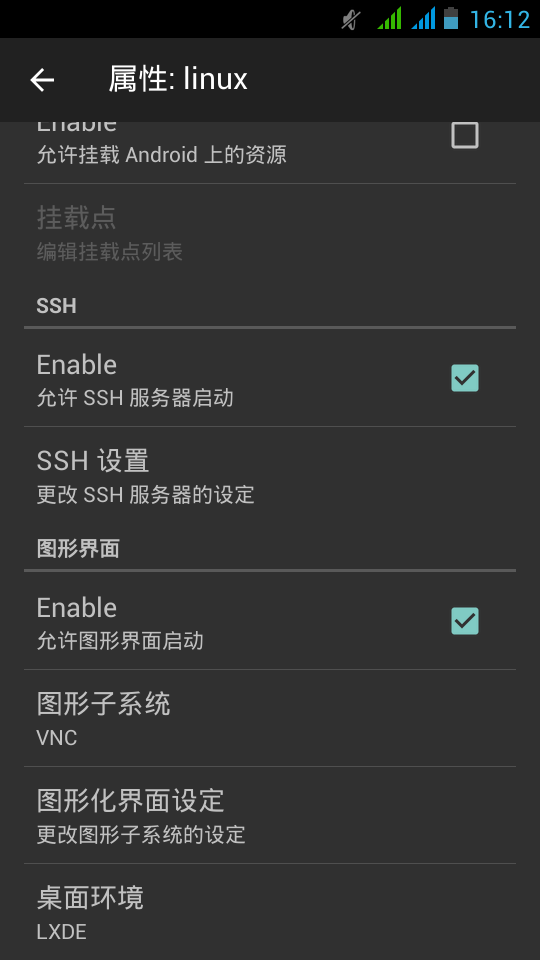 16:12
属性: linux
Enable
允许挂载 Android 上的资源
挂载点
编辑挂载点列表
SSH
Enable
允许 SSH 服务器启动
SSH 设置
更改 SSH 服务器的设定
图形界面
Enable
允许图形界面启动
图形子系统
VNC
图形化界面设定
更改图形子系统的设定
桌面环境
LXDE